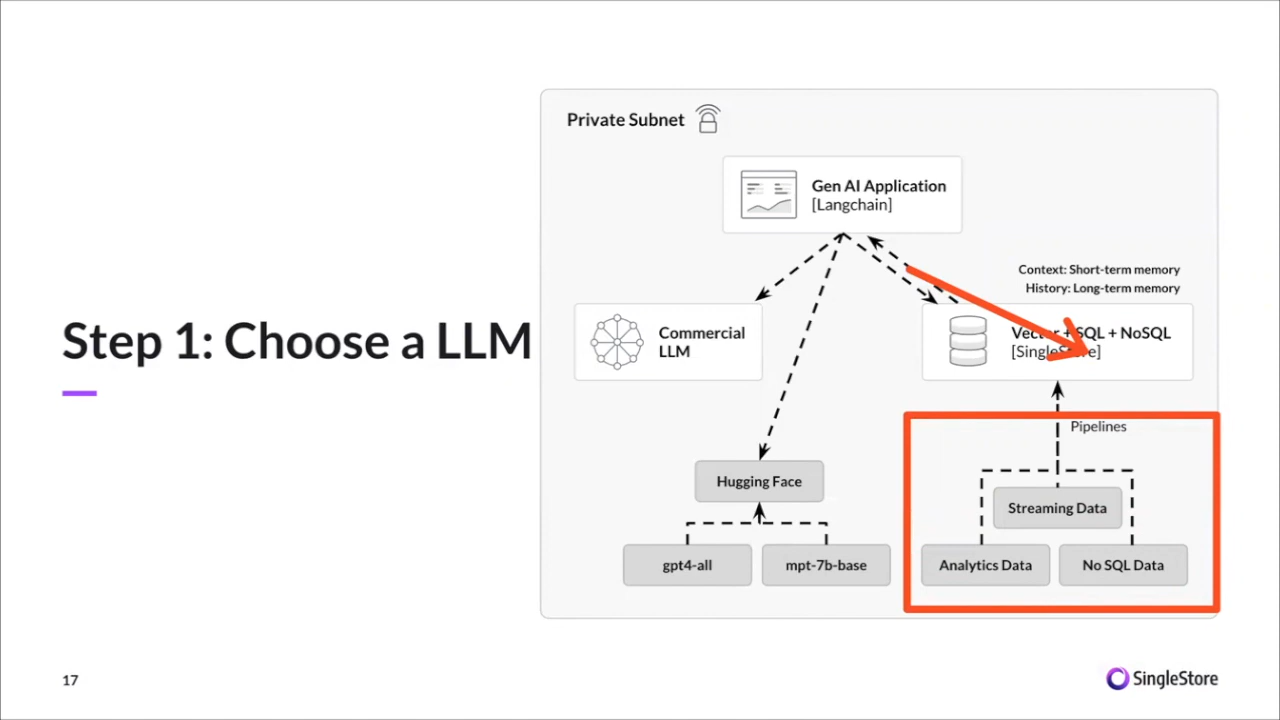 Private Subnet
Gen AI Application
[Langchain]
Context: Short-term memory
History: Long-term memory
Step 1: Choose a LLM
Commercial
LLM
Vector + SQL + NoSQL
[SingleStore]
Pipelines
Hugging Face
Streaming Data
gpt4-all
mpt-7b-base
Analytics Data
No SQL Data
17
SingleStore